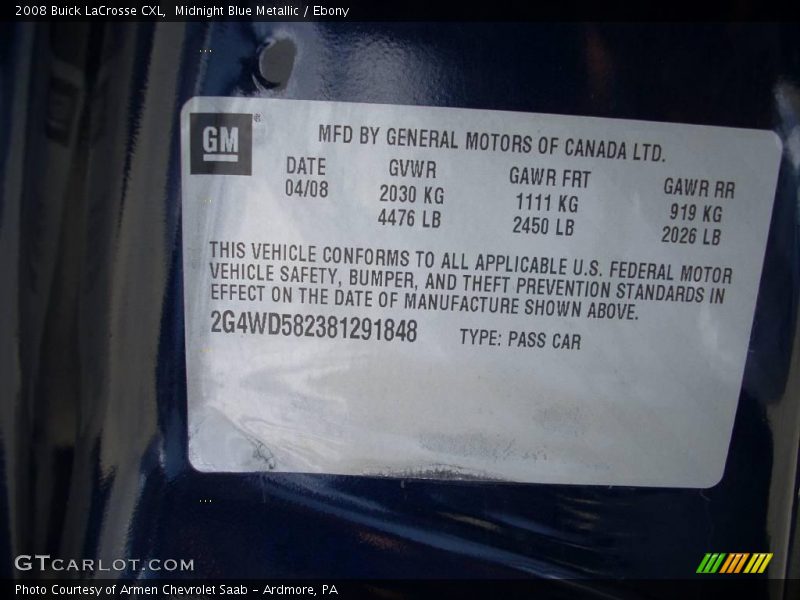 2008 Buick LaCrosse CXL, Midnight Blue Metallic / Ebony
GM®
MFD BY GENERAL MOTORS OF CANADA LTD.
DATE GVWR GAWR FRT GAWR RR
04/08 2030 KG 1111 KG 919 KG
4476 LB 2450 LB 2026 LB
THIS VEHICLE CONFORMS TO ALL APPLICABLE U.S. FEDERAL MOTOR
VEHICLE SAFETY, BUMPER, AND THEFT PREVENTION STANDARDS IN
EFFECT ON THE DATE OF MANUFACTURE SHOWN ABOVE.
2G4WD582381291848 TYPE: PASS CAR
GTCARLOT.COM
Photo Courtesy of Armen Chevrolet Saab - Ardmore, PA